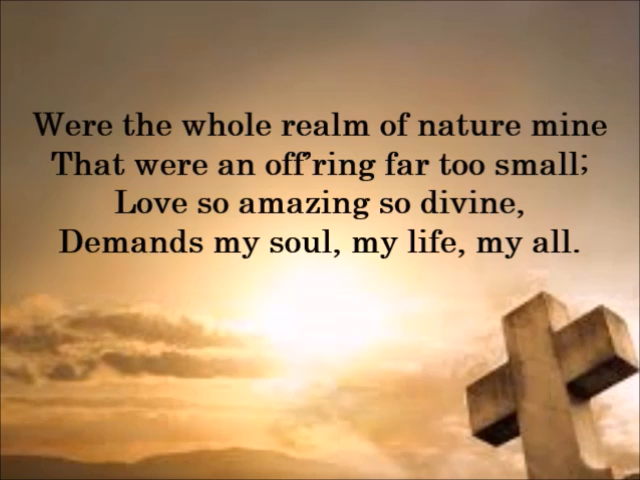 Were the whole realm of nature mine
That were an off’ring far too small;
Love so amazing so divine,
Demands my soul, my life, my all.